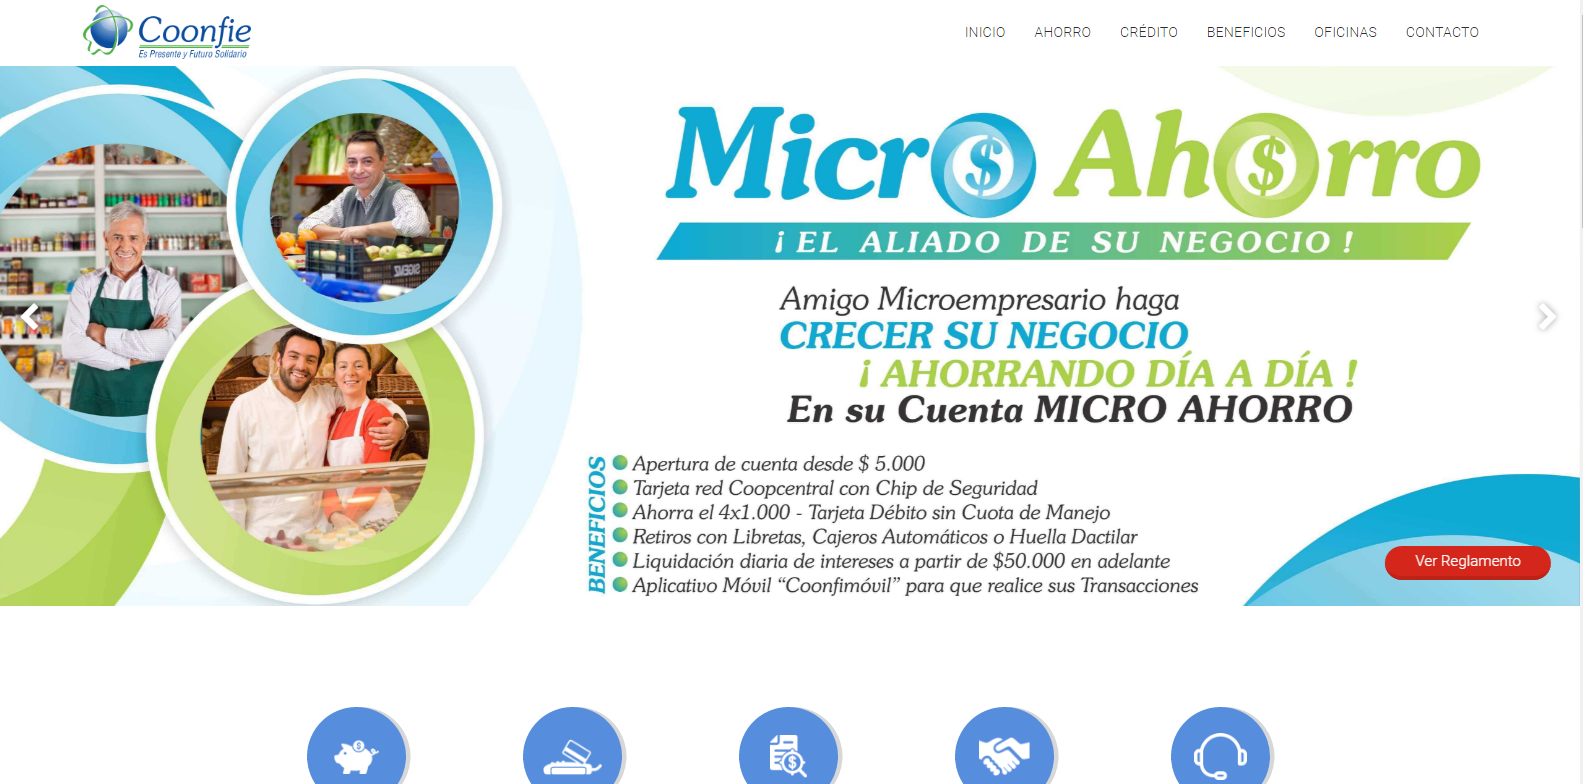 Coonfie
Es Presente y Futuro Solidario
INICIO AHORRO CRÉDITO BENEFICIOS OFICINAS CONTACTO
Micro Ahorro
¡ EL ALIADO DE SU NEGOCIO !
Amigo Microempresario haga
CRECER SU NEGOCIO
¡ AHORRANDO DÍA A DÍA !
En su Cuenta MICRO AHORRO
BENEFICIOS
Apertura de cuenta desde $ 5.000
Tarjeta red Coopcentral con Chip de Seguridad
Ahorra el 4x1.000 - Tarjeta Débito sin Cuota de Manejo
Retiros con Libretas, Cajeros Automáticos o Huella Dactilar
Liquidación diaria de intereses a partir de $50.000 en adelante
Aplicativo Móvil “Coonfimóvil” para que realice sus Transacciones
Ver Reglamento